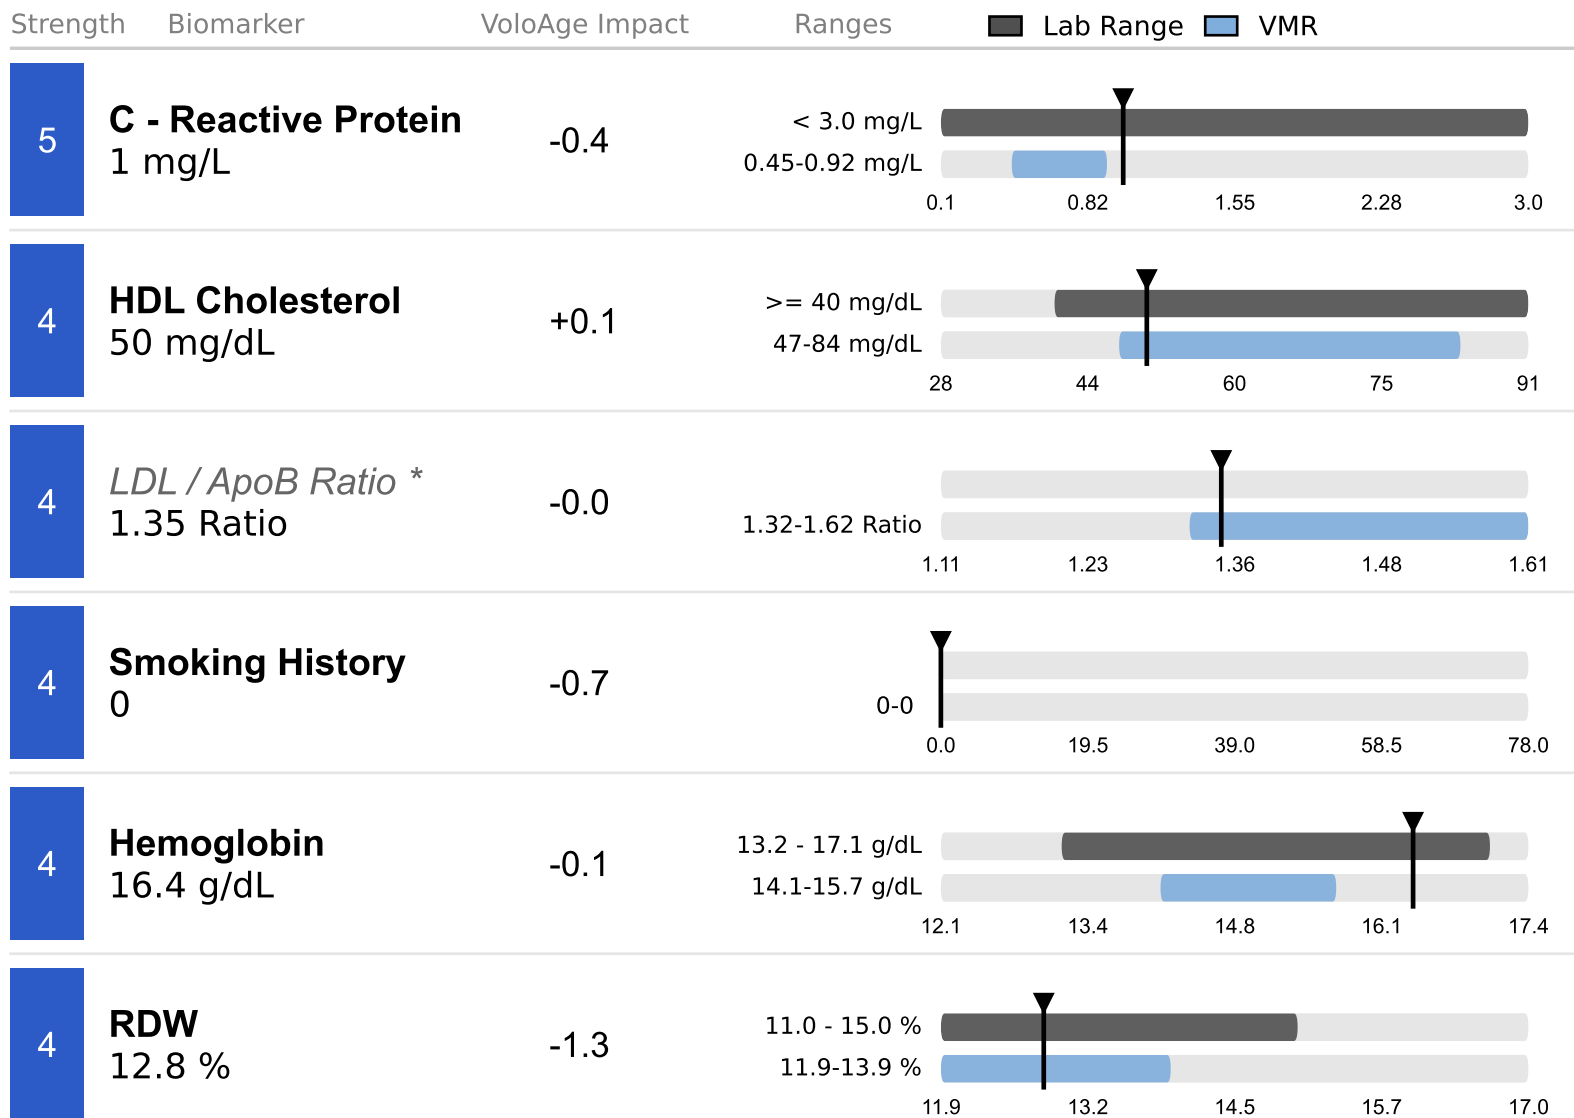 Strength Biomarker VoloAge Impact Ranges Lab Range VMR
5
C - Reactive Protein
1 mg/L
-0.4
< 3.0 mg/L
0.45-0.92 mg/L
0.1 0.82 1.55 2.28 3.0
4
HDL Cholesterol
50 mg/dL
+0.1
>= 40 mg/dL
47-84 mg/dL
28 44 60 75 91
4
LDL / ApoB Ratio *
1.35 Ratio
-0.0
1.32-1.62 Ratio
1.11 1.23 1.36 1.48 1.61
4
Smoking History
0
-0.7
0-0
0.0 19.5 39.0 58.5 78.0
4
Hemoglobin
16.4 g/dL
-0.1
13.2 - 17.1 g/dL
14.1-15.7 g/dL
12.1 13.4 14.8 16.1 17.4
4
RDW
12.8 %
-1.3
11.0 - 15.0 %
11.9-13.9 %
11.9 13.2 14.5 15.7 17.0